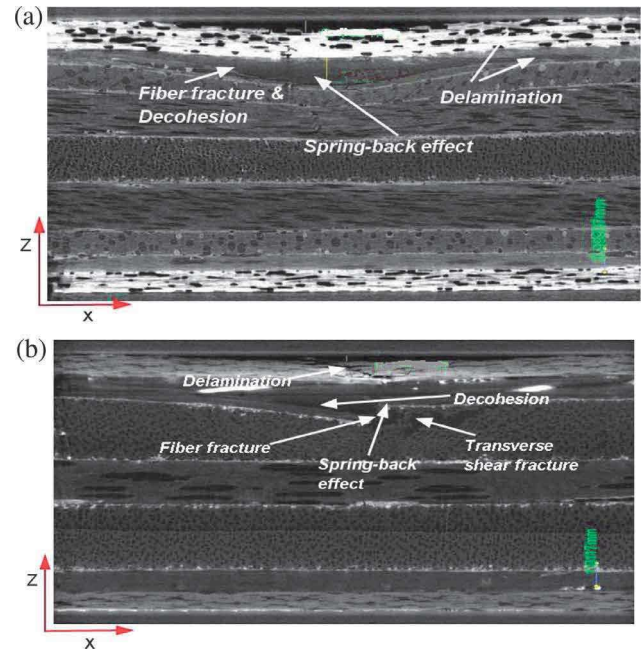 (a)
Fiber fracture &
Decohesion
Delamination
Spring-back effect
Z
X
(b)
Delamination
Decohesion
Fiber fracture
Spring-back
effect
Transverse
shear fracture
Z
X